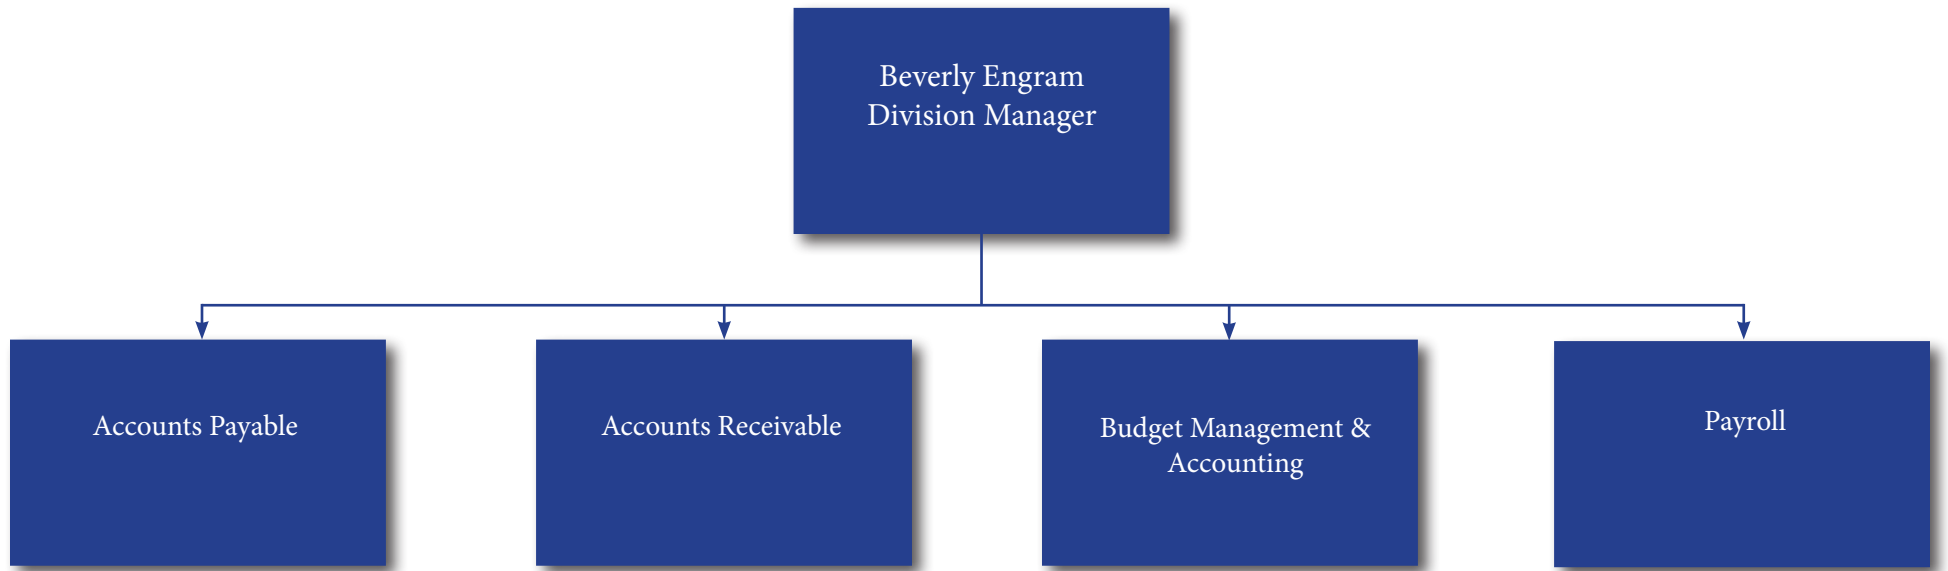 Beverly Engram
Division Manager
Accounts Payable
Accounts Receivable
Budget Management &
Accounting
Payroll